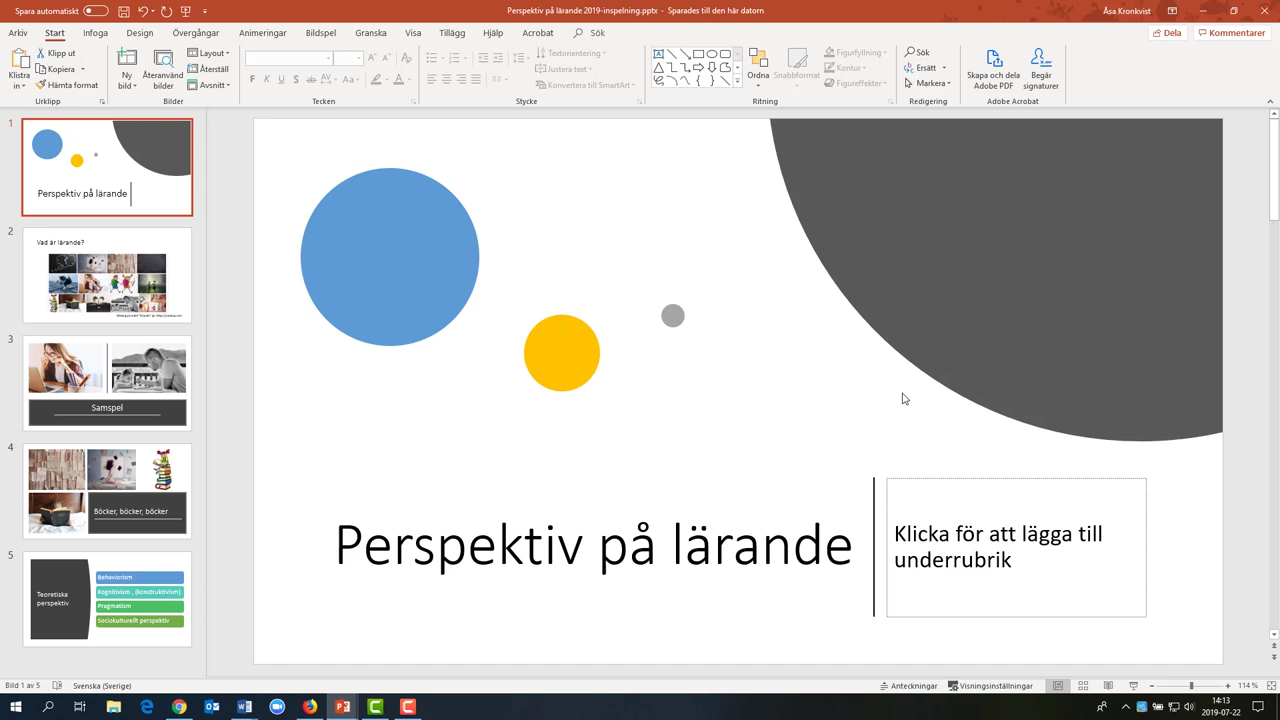 Spara automatiskt
Perspektiv på lärande 2019-inspelning.pptx - Sparades till den här datorn
Åsa Kronkvist
Arkiv Start Infoga Design Övergångar Animeringar Bildspel Granska Visa Tillägg Hjälp Acrobat Sök
Dela Kommentarer
Klistra in
Klipp ut
Kopiera
Hämta format
Urklipp
Ny bild
Återanvänd bilder
Layout
Återställ
Avsnitt
Bilder
F K U S
Tecken
Textorientering
Justera text
Konvertera till SmartArt
Stycke
Ordna
Snabbformat
Figurfyllning
Kontur
Figureffekter
Ritning
Sök
Ersätt
Markera
Redigering
Skapa och dela Adobe PDF
Begär signaturer
Adobe Acrobat
1
Perspektiv på lärande
2
Vad är lärande?
3
Samspel
4
Böcker, böcker, böcker
5
Teoretiska
perspektiv
Behaviorism
Kognitivism , (konstruktivism)
Pragmatism
Sociokulturellt perspektiv
Perspektiv på lärande
Klicka för att lägga till
underrubrik
Bild 1 av 5 Svenska (Sverige)
Anteckningar Visningsinställningar 114 %
14:13
2019-07-22